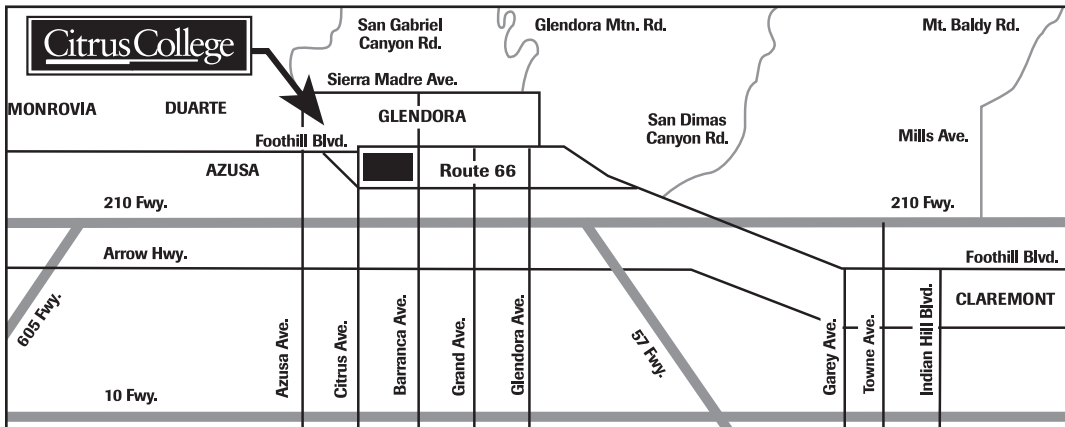 Citrus College
San Gabriel
Canyon Rd.
Glendora Mtn. Rd.
Mt. Baldy Rd.
Sierra Madre Ave.
MONROVIA
DUARTE
GLENDORA
San Dimas
Canyon Rd.
Mills Ave.
Foothill Blvd.
AZUSA
Route 66
210 Fwy.
210 Fwy.
Arrow Hwy.
Foothill Blvd.
CLAREMONT
605 Fwy.
Azusa Ave.
Citrus Ave.
Barranca Ave.
Grand Ave.
Glendora Ave.
57 Fwy.
Garey Ave.
Towne Ave.
Indian Hill Blvd.
10 Fwy.